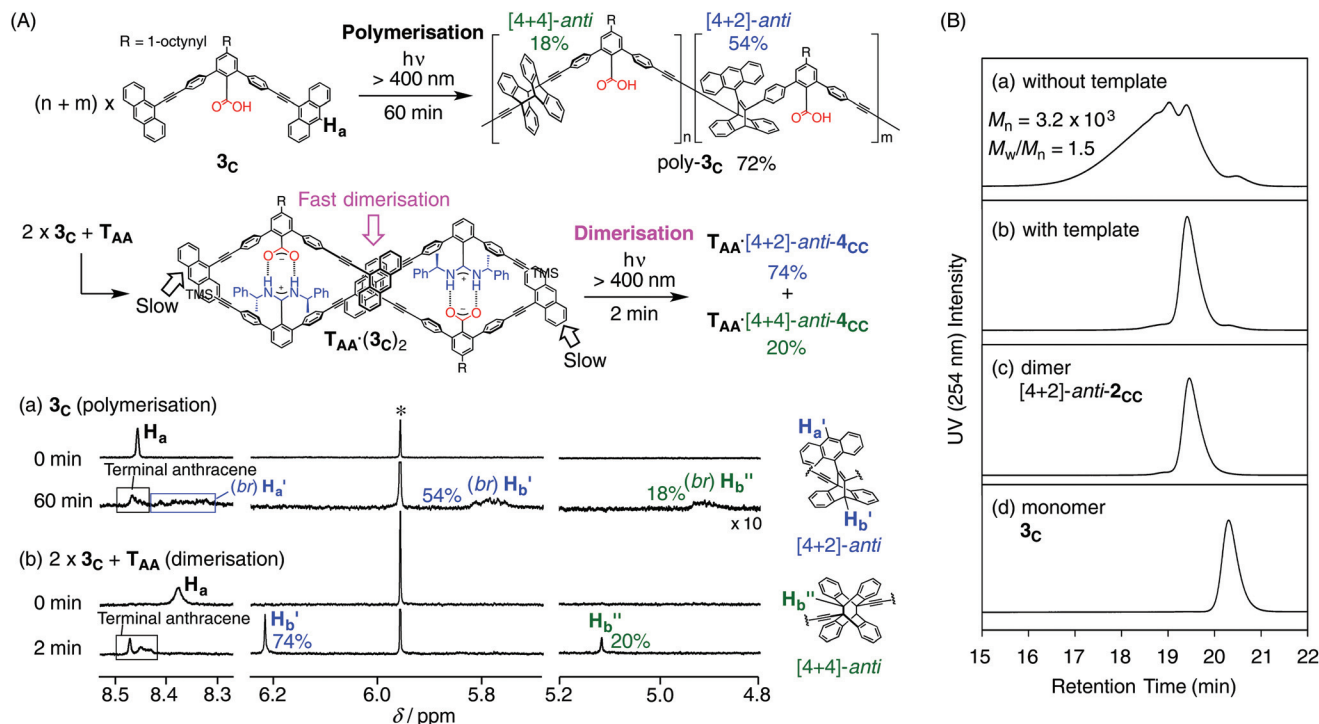 (A)
R = 1-octynyl
(n + m) x
R
O
OH
Ha
3C
Polymerisation
hν
> 400 nm
60 min
[4+4]-anti
18%
[4+2]-anti
54%
R
O
OH
n
R
O
OH
m
poly-3C 72%
2 x 3C + TAA
Fast dimerisation
R
O − O
H H
Ph N + N Ph
TMS
Slow
Ph H H Ph
N + N
TMS
O − O
R
Slow
TAA·(3C)2
Dimerisation
hν
> 400 nm
2 min
TAA·[4+2]-anti-4CC
74%
+
TAA·[4+4]-anti-4CC
20%
(a) 3C (polymerisation)
Ha
*
0 min
Terminal anthracene
(br) Ha'
60 min
54% (br) Hb'
18% (br) Hb''
x 10
(b) 2 x 3C + TAA (dimerisation)
Ha
0 min
Terminal anthracene
2 min
Hb'
74%
Hb''
20%
8.5 8.4 8.3 6.2 6.0 5.8 5.2 5.0 4.8
δ / ppm
Ha'
Hb'
[4+2]-anti
Hb''
[4+4]-anti
(B)
UV (254 nm) Intensity
(a) without template
Mn = 3.2 x 10³
Mw/Mn = 1.5
(b) with template
(c) dimer
[4+2]-anti-2CC
(d) monomer
3C
15 16 17 18 19 20 21 22
Retention Time (min)